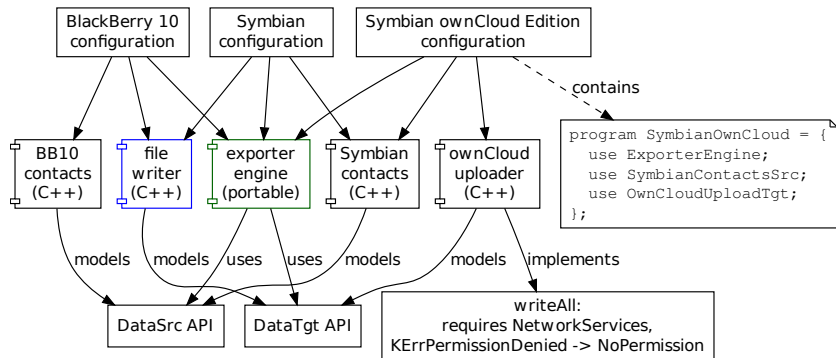 BlackBerry 10
configuration
Symbian
configuration
Symbian ownCloud Edition
configuration
contains
BB10
contacts
(C++)
file
writer
(C++)
exporter
engine
(portable)
Symbian
contacts
(C++)
ownCloud
uploader
(C++)
program SymbianOwnCloud = {
  use ExporterEngine;
  use SymbianContactsSrc;
  use OwnCloudUploadTgt;
};
models
models
uses
uses
models
models
implements
DataSrc API
DataTgt API
writeAll:
requires NetworkServices,
KErrPermissionDenied -> NoPermission